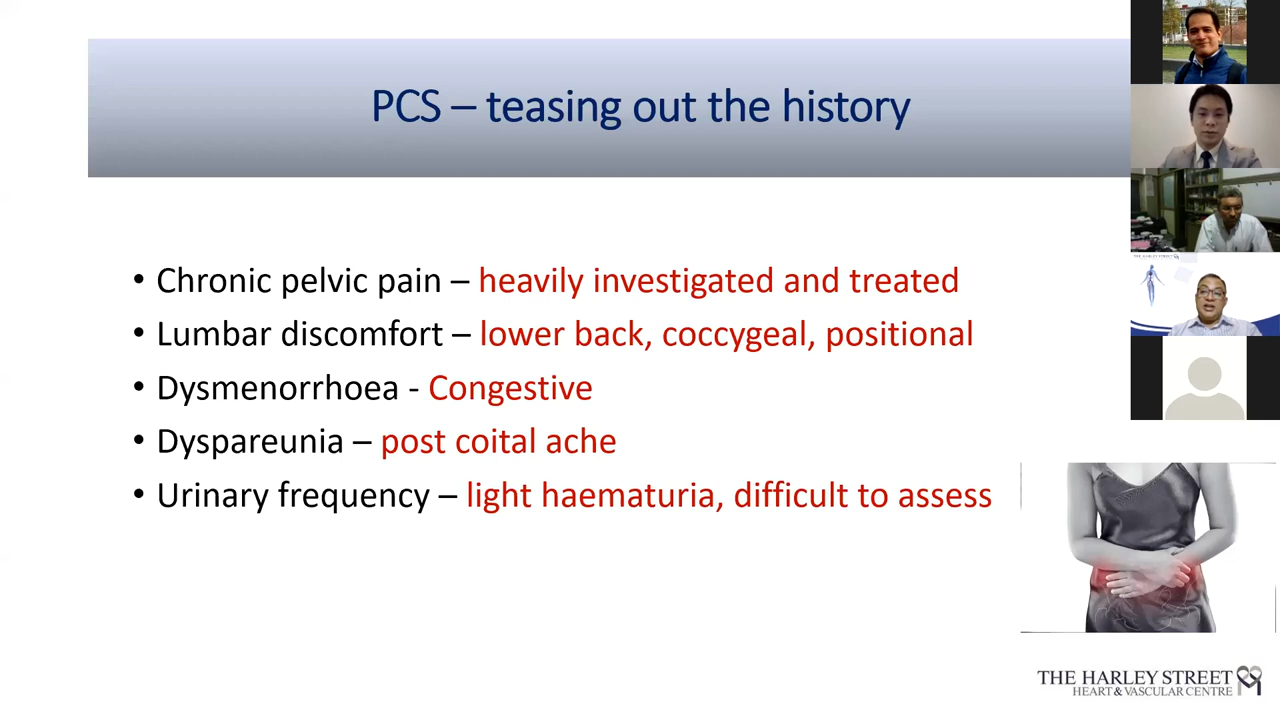 PCS – teasing out the history
• Chronic pelvic pain – heavily investigated and treated
• Lumbar discomfort – lower back, coccygeal, positional
• Dysmenorrhoea - Congestive
• Dyspareunia – post coital ache
• Urinary frequency – light haematuria, difficult to assess
THE HARLEY STREET
HEART & VASCULAR CENTRE